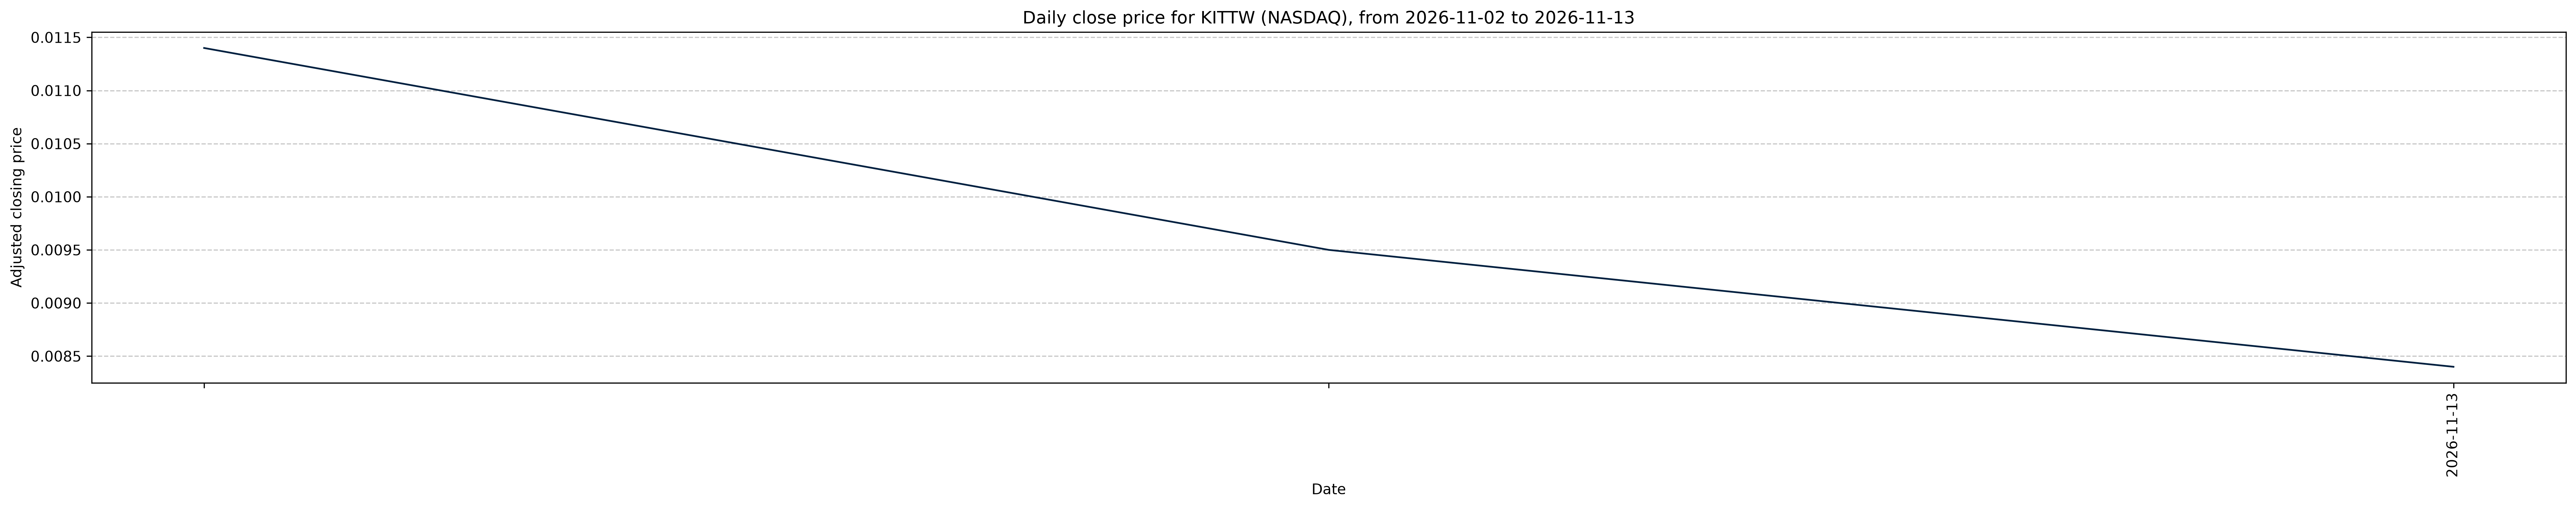 Daily close price for KITTW (NASDAQ), from 2026-11-02 to 2026-11-13
Adjusted closing price
0.0115
0.0110
0.0105
0.0100
0.0095
0.0090
0.0085
2026-11-13
Date